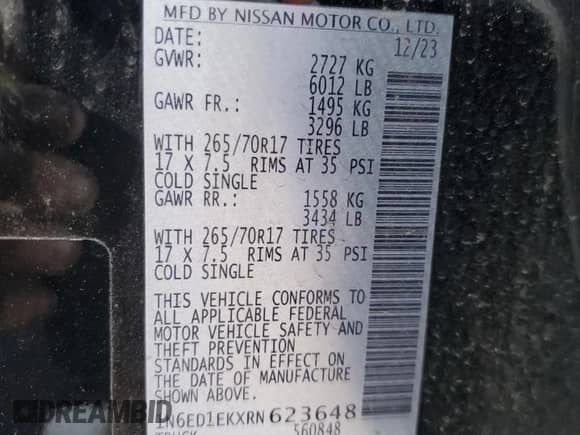 MFD BY NISSAN MOTOR CO., LTD.
DATE: 12/23
GVWR: 2727 KG
6012 LB
GAWR FR.: 1495 KG
3296 LB
WITH 265/70R17 TIRES
17 X 7.5 RIMS AT 35 PSI
COLD SINGLE
GAWR RR.: 1558 KG
3434 LB
WITH 265/70R17 TIRES
17 X 7.5 RIMS AT 35 PSI
COLD SINGLE
THIS VEHICLE CONFORMS TO
ALL APPLICABLE FEDERAL
MOTOR VEHICLE SAFETY AND
THEFT PREVENTION
STANDARDS IN EFFECT ON
THE DATE OF MANUFACTURE
SHOWN ABOVE.
1N6ED1EKXRN623648
TRUCK 560848
DREAMBID